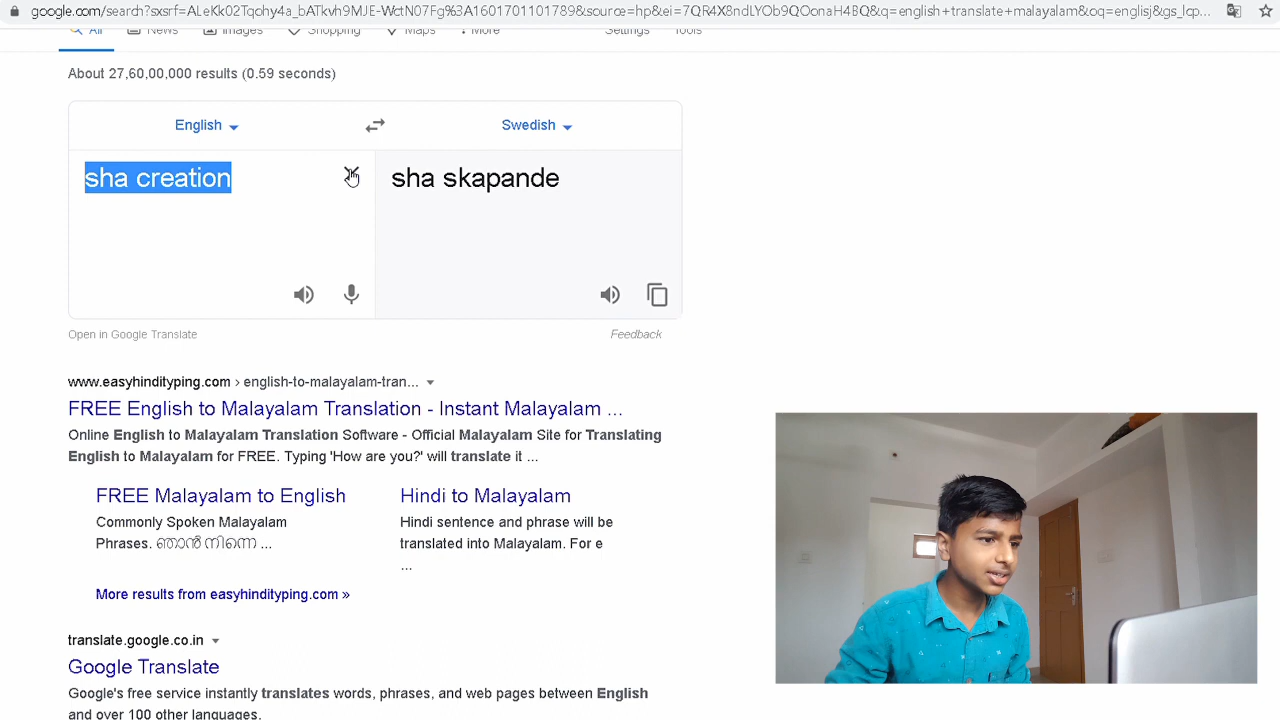 google.com/search?sxsrf=ALeKk02Tqohy4a_bATkvh9MJE-WctN07Fg%3A1601701101789&source=hp&ei=7QR4X8ndLYOb9QOonaH4BQ&q=english+translate+malayalam&oq=englisj&gs_lcp...
All News Images Shopping Maps More Settings Tools
About 27,60,00,000 results (0.59 seconds)
English Swedish
sha creation sha skapande
Open in Google Translate Feedback
www.easyhindityping.com › english-to-malayalam-tran...
FREE English to Malayalam Translation - Instant Malayalam ...
Online English to Malayalam Translation Software - Official Malayalam Site for Translating
English to Malayalam for FREE. Typing 'How are you?' will translate it ...
FREE Malayalam to English Hindi to Malayalam
Commonly Spoken Malayalam Hindi sentence and phrase will be
Phrases. ഞാൻ നിന്നെ ... translated into Malayalam. For e
...
More results from easyhindityping.com »
translate.google.co.in
Google Translate
Google's free service instantly translates words, phrases, and web pages between English
and over 100 other languages.